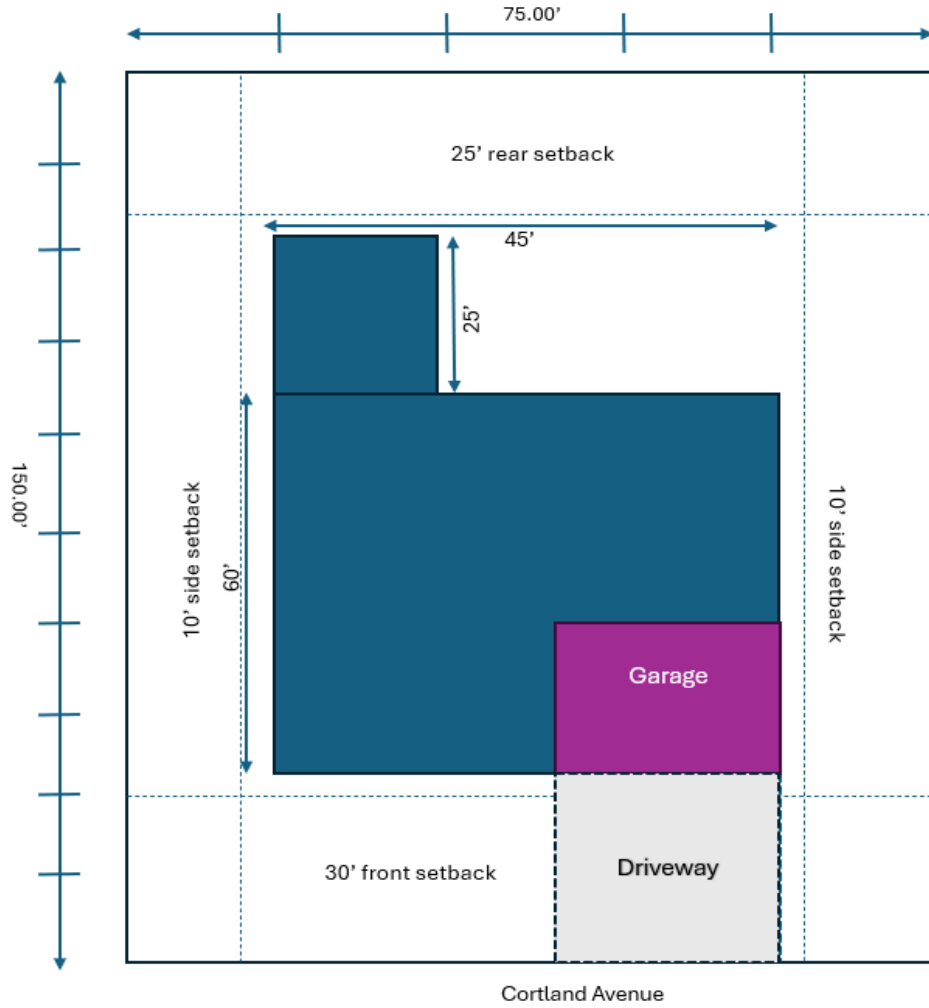 75.00’
25’ rear setback
45’
25’
150.00’
10’ side setback
60’
10’ side setback
Garage
30’ front setback
Driveway
Cortland Avenue